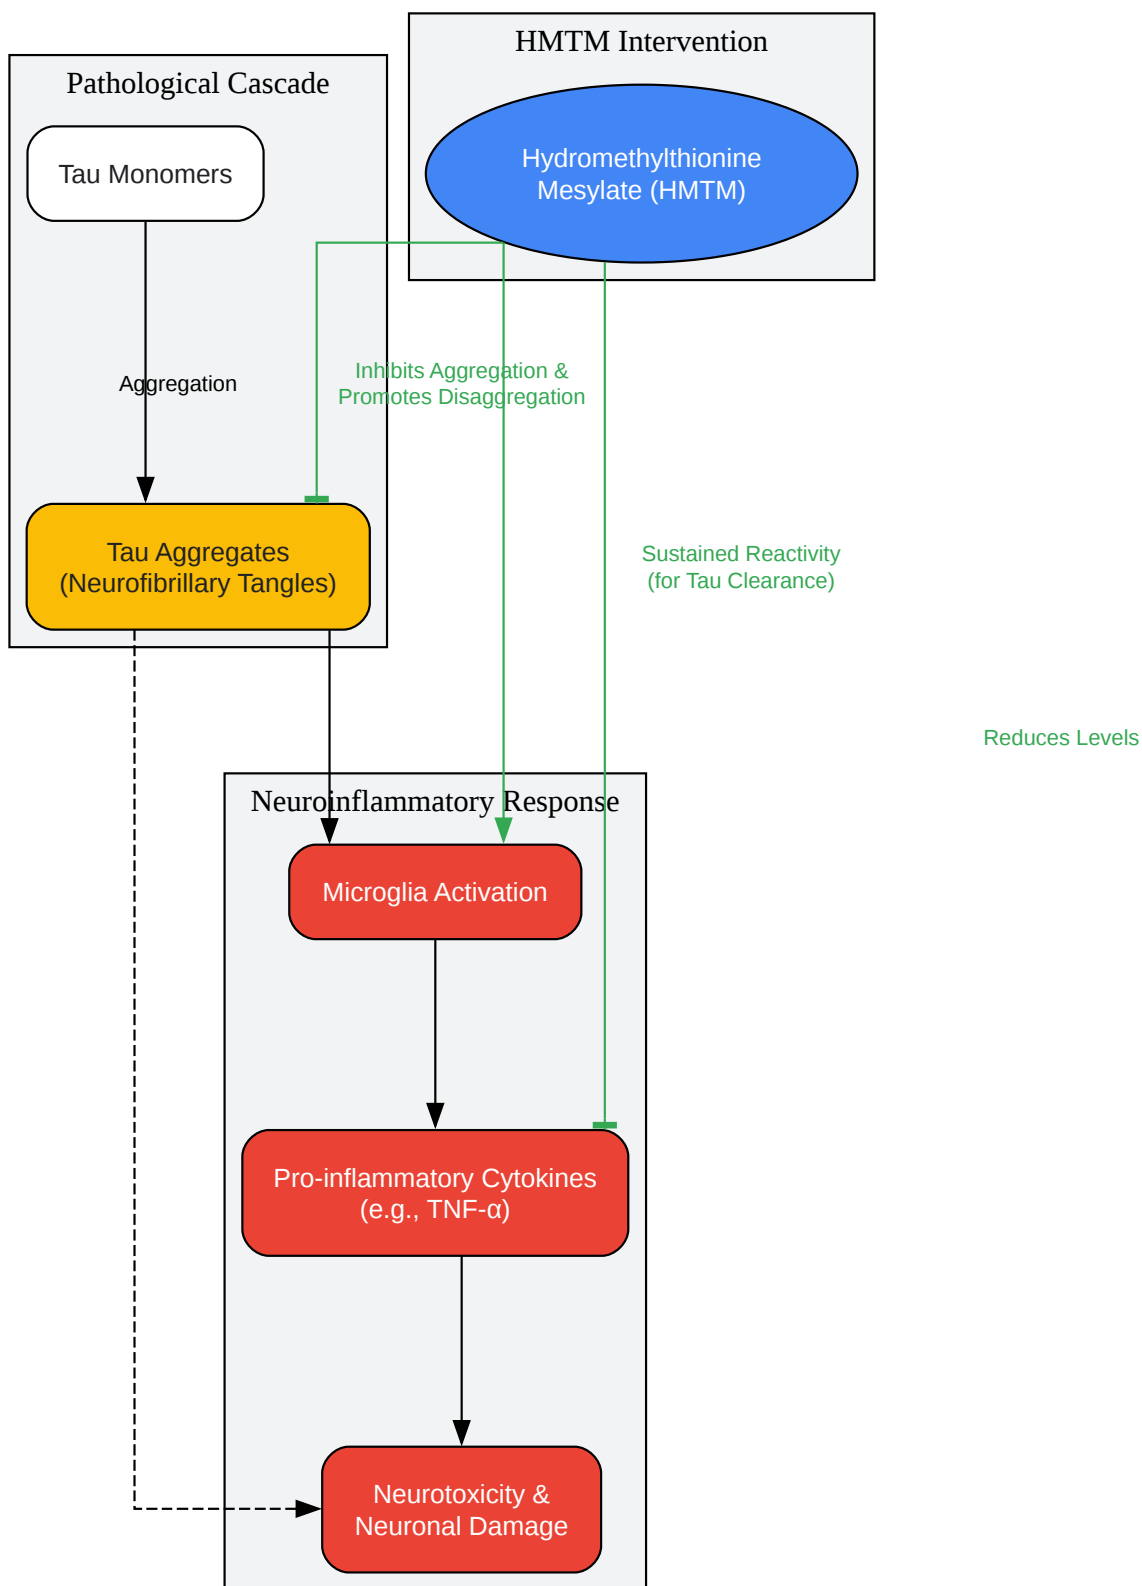 HMTM Intervention
Pathological Cascade
Hydromethylthionine
Mesylate (HMTM)
Tau Monomers
Inhibits Aggregation &
Promotes Disaggregation
Aggregation
Tau Aggregates
(Neurofibrillary Tangles)
Sustained Reactivity
(for Tau Clearance)
Reduces Levels
Neuroinflammatory Response
Microglia Activation
Pro-inflammatory Cytokines
(e.g., TNF-α)
Neurotoxicity &
Neuronal Damage